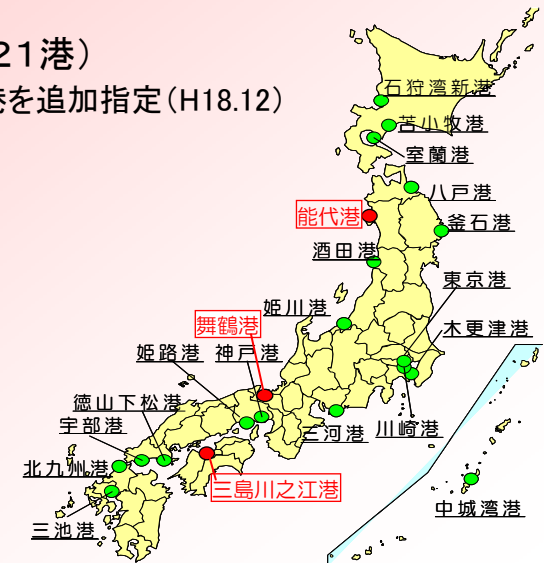 21港）
港を追加指定（H18.12）
石狩湾新港
苫小牧港
室蘭港
八戸港
能代港
釜石港
酒田港
東京港
姫川港
木更津港
舞鶴港
姫路港
神戸港
徳山下松港
宇部港
三河港
川崎港
北九州港
三島川之江港
中城湾港
三池港